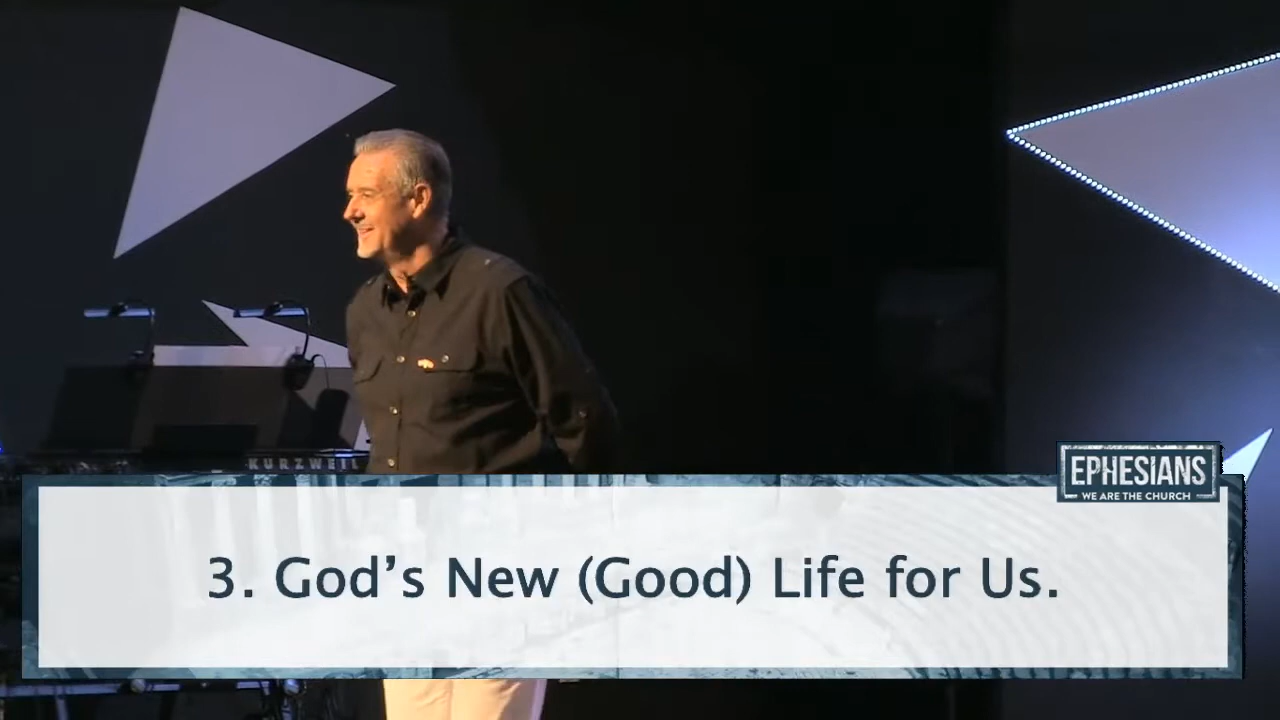 KURZWEIL
EPHESIANS
WE ARE THE CHURCH
3. God's New (Good) Life for Us.